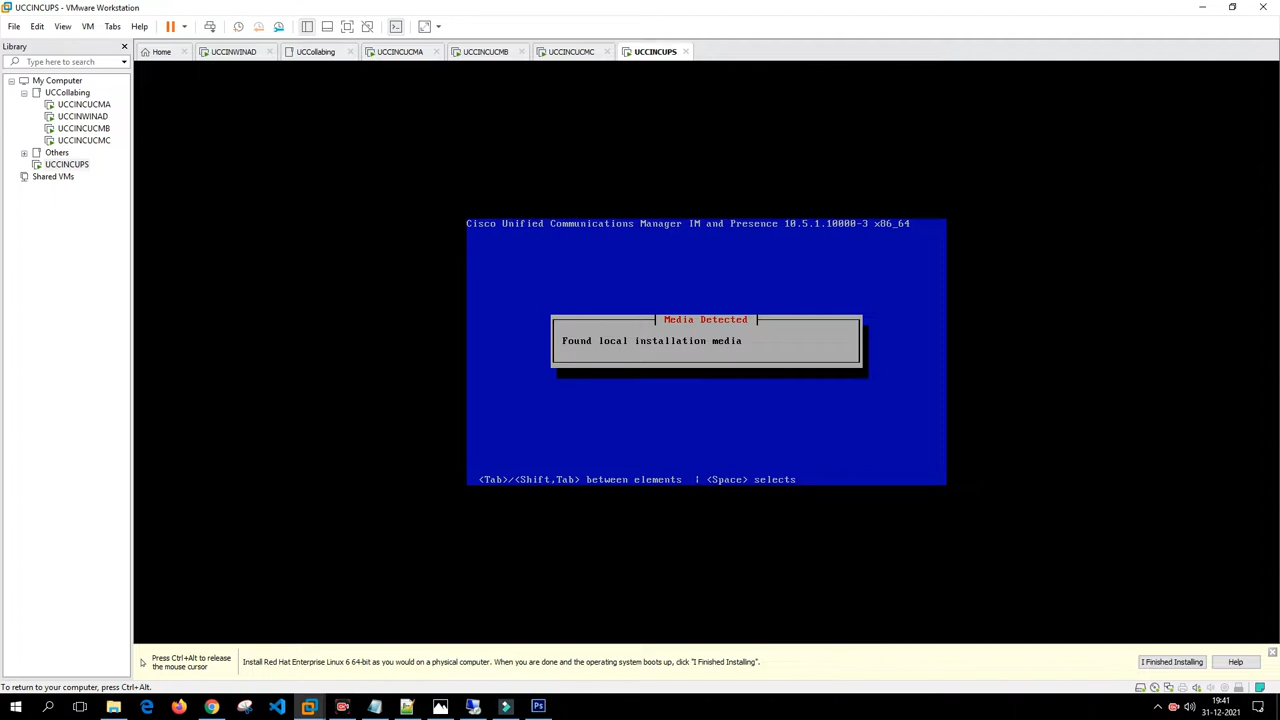 UCCINCUPS - VMware Workstation
File Edit View VM Tabs Help
Library
Type here to search
My Computer
UCCollabing
UCCINCUCMA
UCCINWINAD
UCCINCUCMB
UCCINCUCMC
Others
UCCINCUPS
Shared VMs
Home UCCINWINAD UCCollabing UCCINCUCMA UCCINCUCMB UCCINCUCMC UCCINCUPS
Cisco Unified Communications Manager IM and Presence 10.5.1.10000-3 x86_64
Media Detected
Found local installation media
<Tab>/<Shift,Tab> between elements | <Space> selects
Press Ctrl+Alt to release
the mouse cursor
Install Red Hat Enterprise Linux 6 64-bit as you would on a physical computer. When you are done and the operating system boots up, click "I Finished Installing".
I Finished Installing
Help
To return to your computer, press Ctrl+Alt.
19:41
31-12-2021